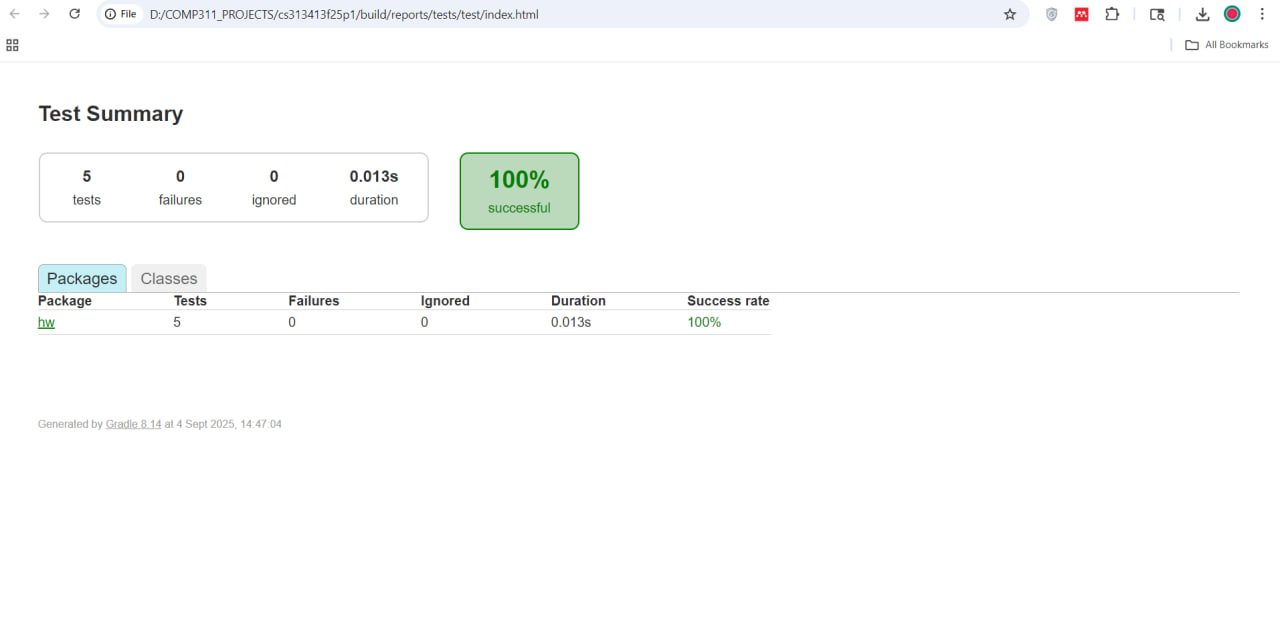 File D:/COMP311_PROJECTS/cs313413f25p1/build/reports/tests/test/index.html
All Bookmarks
Test Summary
5 0 0 0.013s
tests failures ignored duration
100%
successful
Packages Classes
Package Tests Failures Ignored Duration Success rate
hw 5 0 0 0.013s 100%
Generated by Gradle 8.14 at 4 Sept 2025, 14:47:04